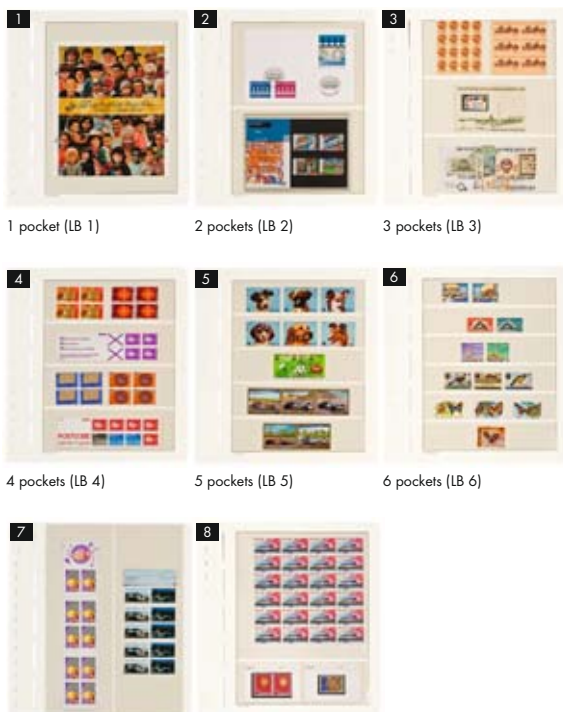 1
2
3
1 pocket (LB 1)
2 pockets (LB 2)
3 pockets (LB 3)
4
5
6
POSTCODE
4 pockets (LB 4)
5 pockets (LB 5)
6 pockets (LB 6)
7
8